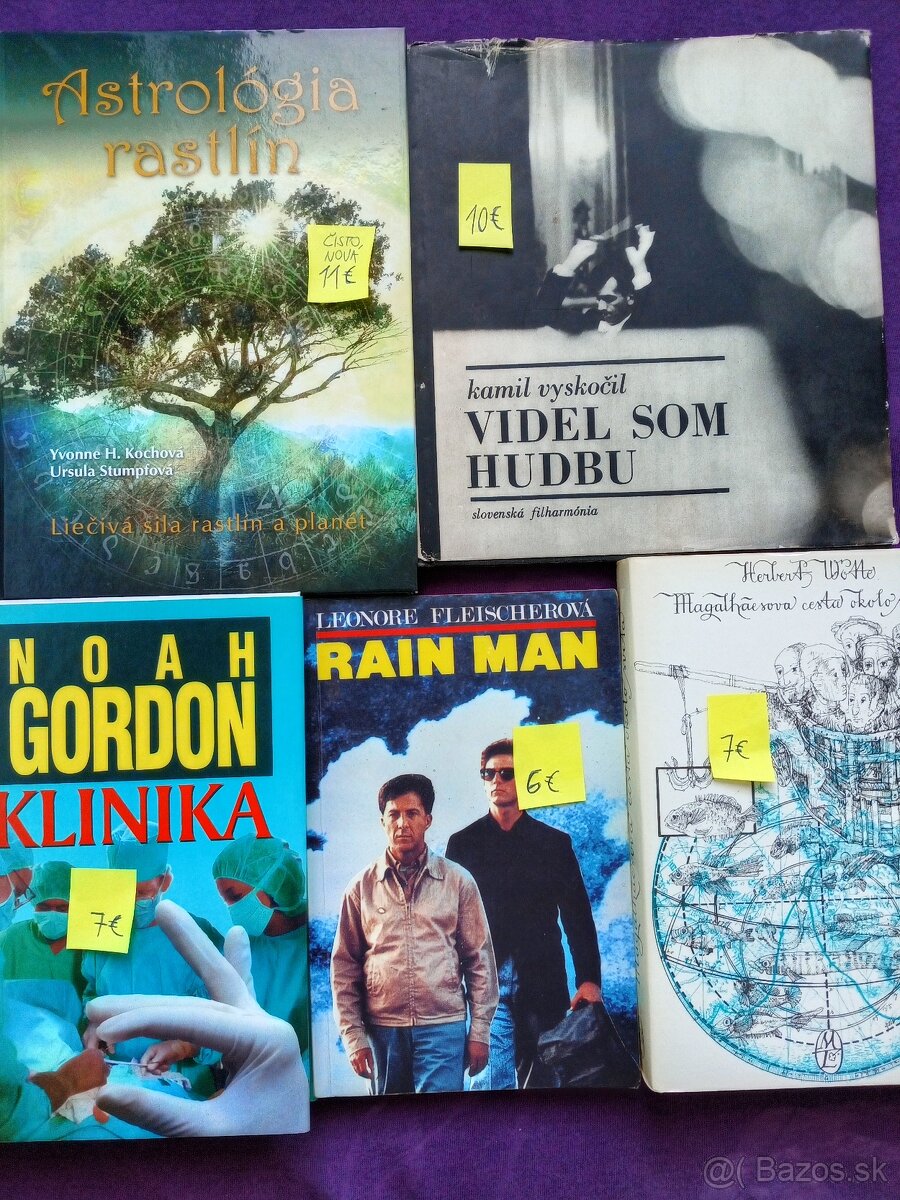 Astrológia
rastlín
ČISTO,
NOVÁ
11€
Yvonne H. Kochova
Ursula Stumpfová
Liečivá sila rastlín a planét
10€
kamil vyskočil
VIDEL SOM
HUDBU
slovenská filharmónia
NOAH
GORDON
KLINIKA
7€
LEONORE FLEISCHEROVÁ
RAIN MAN
6€
Herbert Wotte
Magalhãesova cesta okolo
7€
@( Bazos.sk